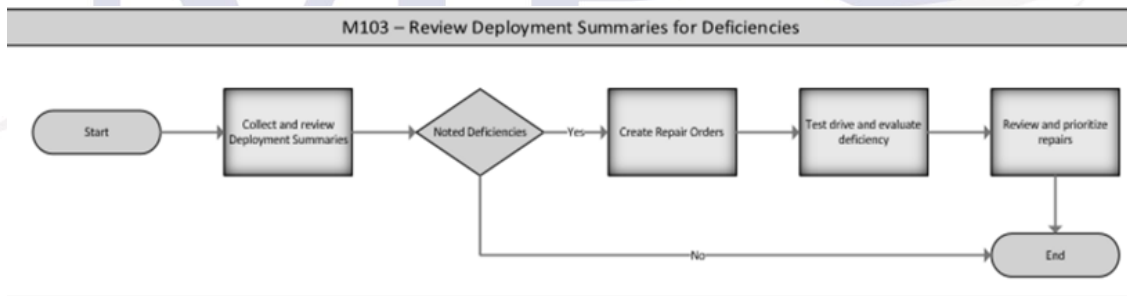 M103 – Review Deployment Summaries for Deficiencies
Start
Collect and review
Deployment Summaries
Noted Deficiencies
Yes
Create Repair Orders
Test drive and evaluate
deficiency
Review and prioritize
repairs
No
End